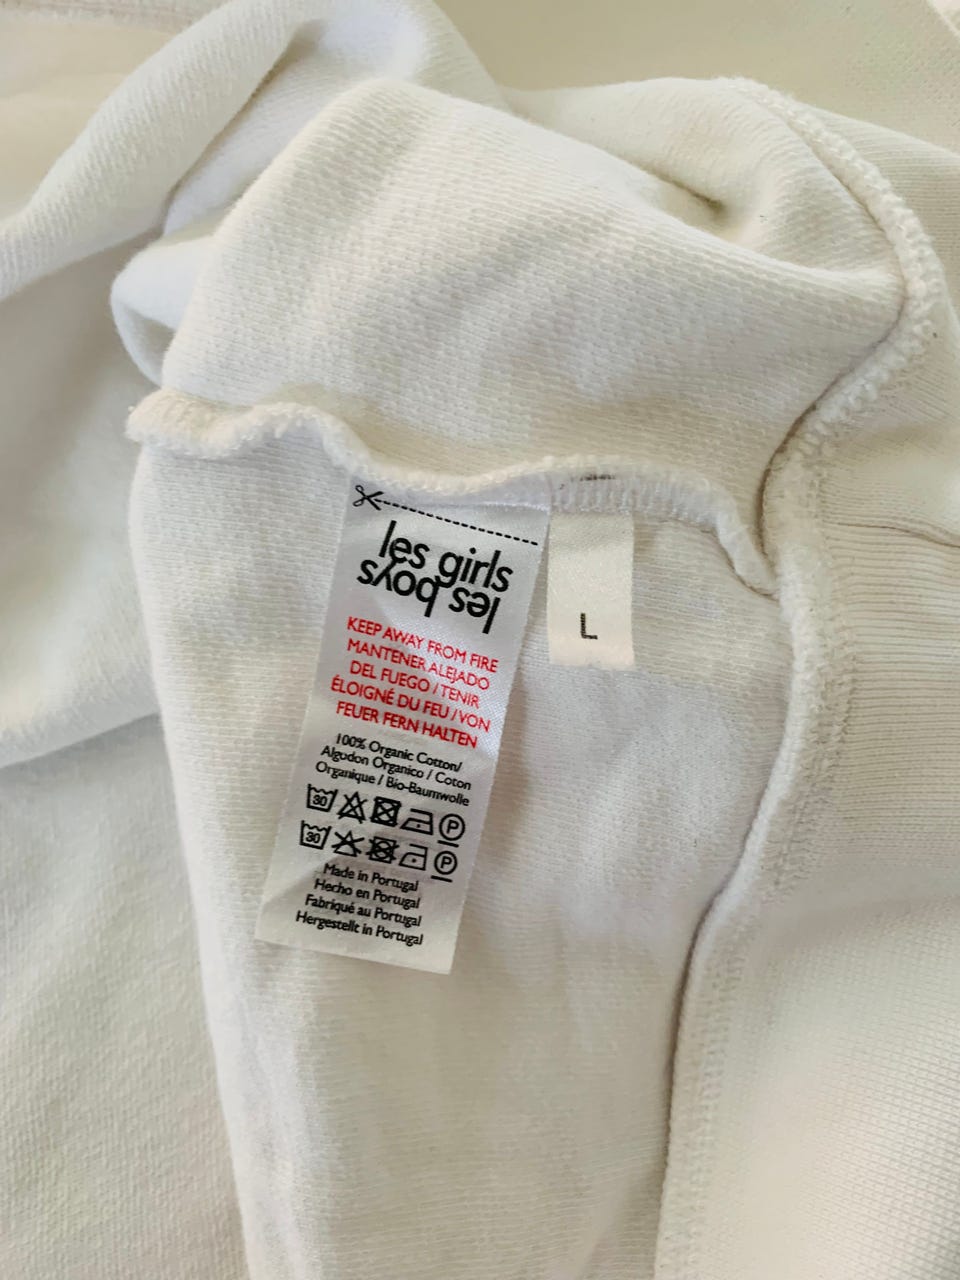 les girls
les boys
L
KEEP AWAY FROM FIRE
MANTENER ALEJADO
DEL FUEGO / TENIR
ÉLOIGNÉ DU FEU / VON
FEUER FERN HALTEN
100% Organic Cotton/
Algodon Organico / Coton
Organique / Bio-Baumwolle
30 P
30 P
Made in Portugal
Hecho en Portugal
Fabriqué au Portugal
Hergestellt in Portugal